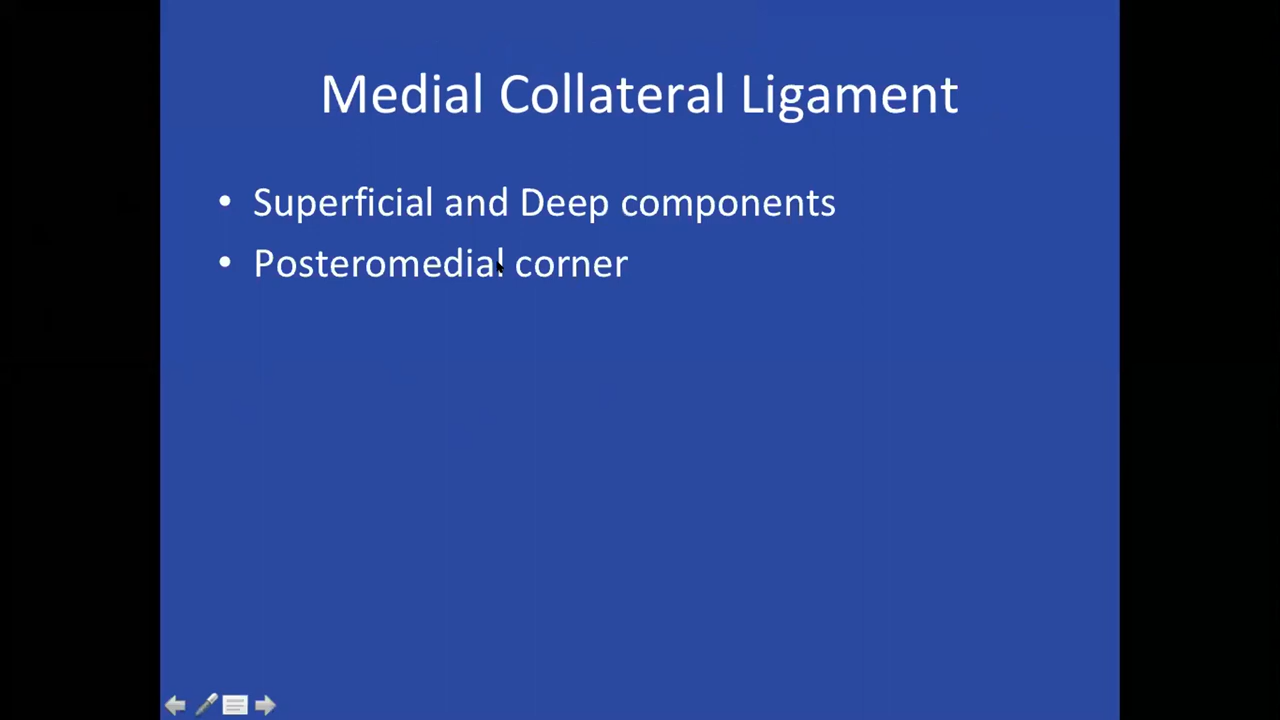 Medial Collateral Ligament
• Superficial and Deep components
• Posteromedial corner